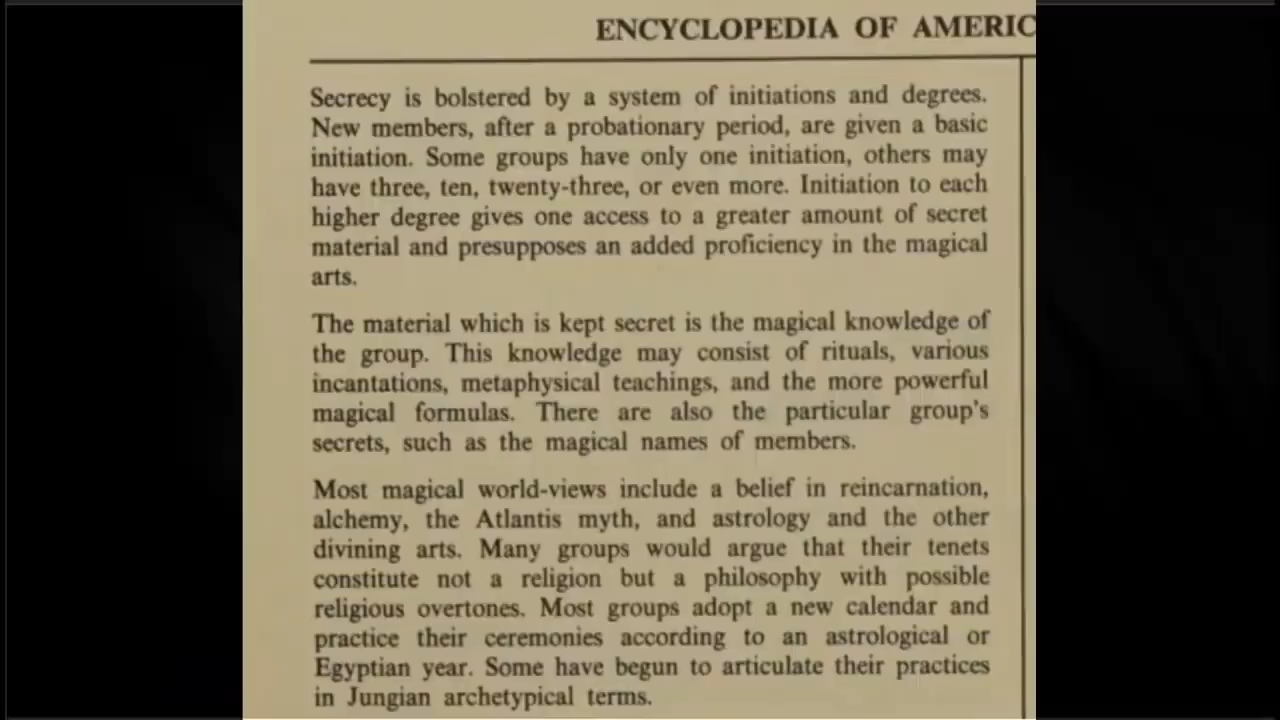 ENCYCLOPEDIA OF AMERIC
Secrecy is bolstered by a system of initiations and degrees.
New members, after a probationary period, are given a basic
initiation. Some groups have only one initiation, others may
have three, ten, twenty-three, or even more. Initiation to each
higher degree gives one access to a greater amount of secret
material and presupposes an added proficiency in the magical
arts.
The material which is kept secret is the magical knowledge of
the group. This knowledge may consist of rituals, various
incantations, metaphysical teachings, and the more powerful
magical formulas. There are also the particular group's
secrets, such as the magical names of members.
Most magical world-views include a belief in reincarnation,
alchemy, the Atlantis myth, and astrology and the other
divining arts. Many groups would argue that their tenets
constitute not a religion but a philosophy with possible
religious overtones. Most groups adopt a new calendar and
practice their ceremonies according to an astrological or
Egyptian year. Some have begun to articulate their practices
in Jungian archetypical terms.